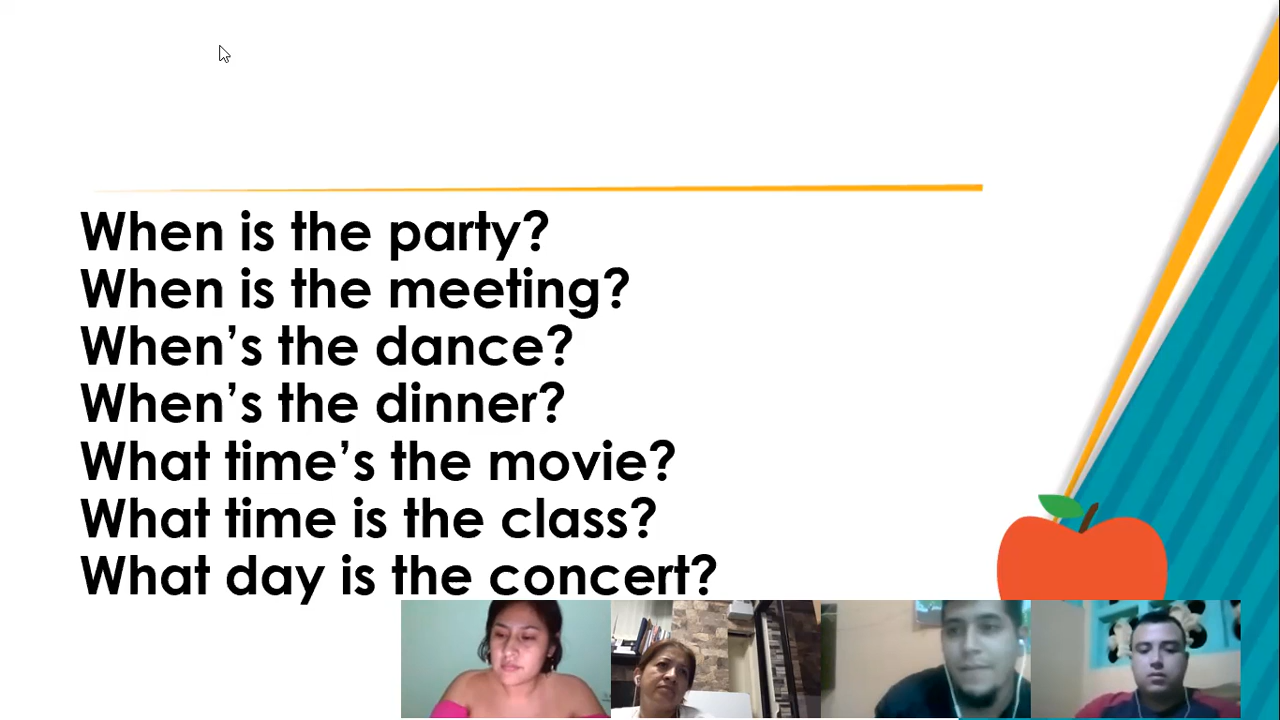 When is the party?
When is the meeting?
When’s the dance?
When’s the dinner?
What time’s the movie?
What time is the class?
What day is the concert?